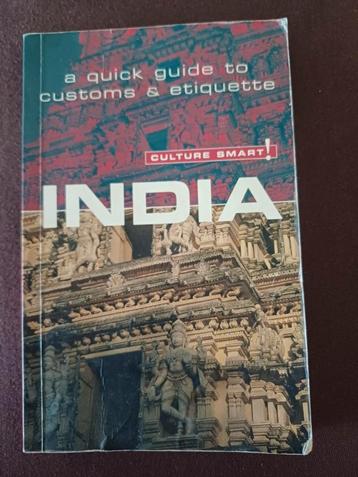 a quick guide to
customs & etiquette
CULTURE SMART!
INDIA